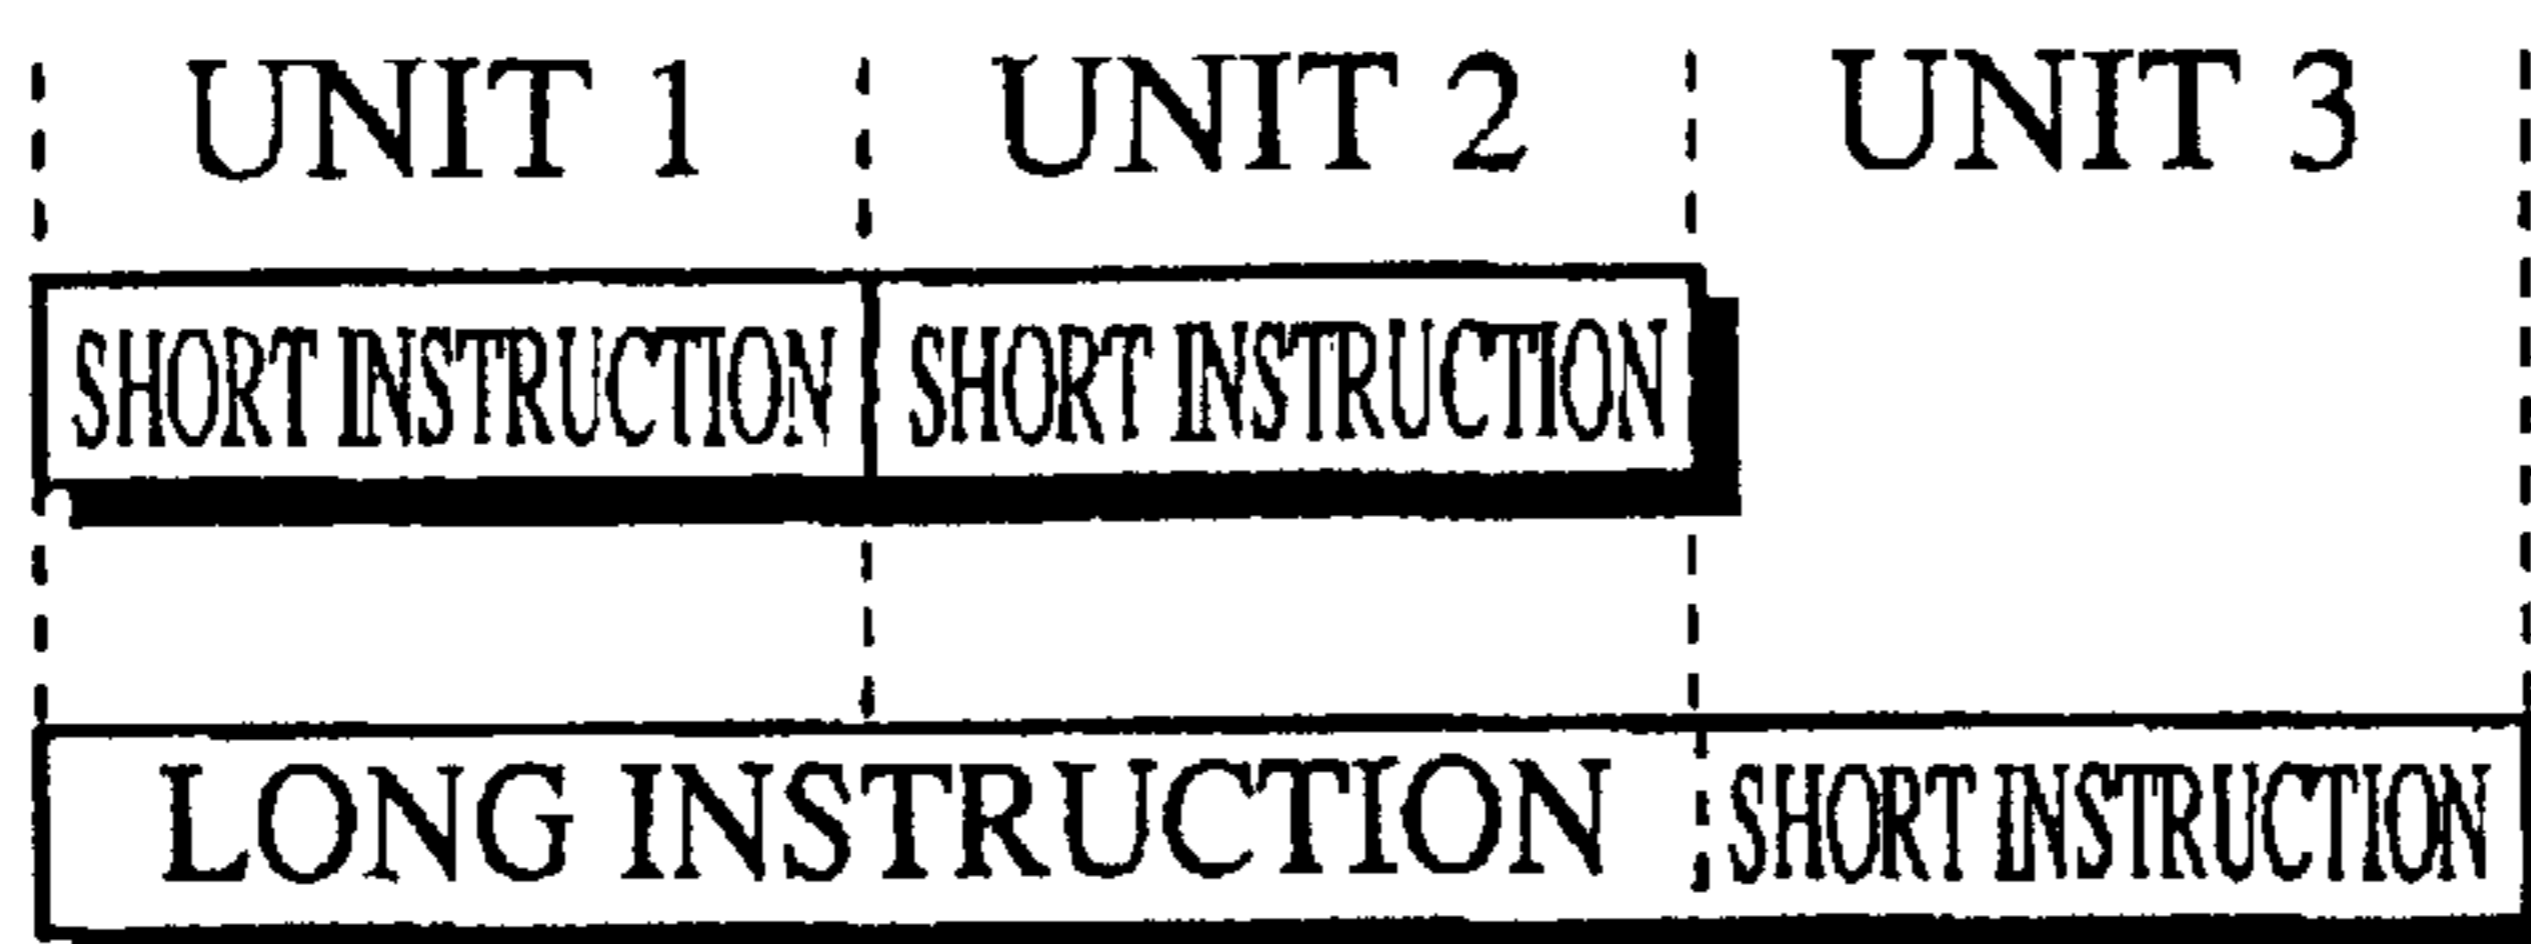 UNIT 1 UNIT 2 UNIT 3
SHORT INSTRUCTION SHORT INSTRUCTION
LONG INSTRUCTION SHORT INSTRUCTION